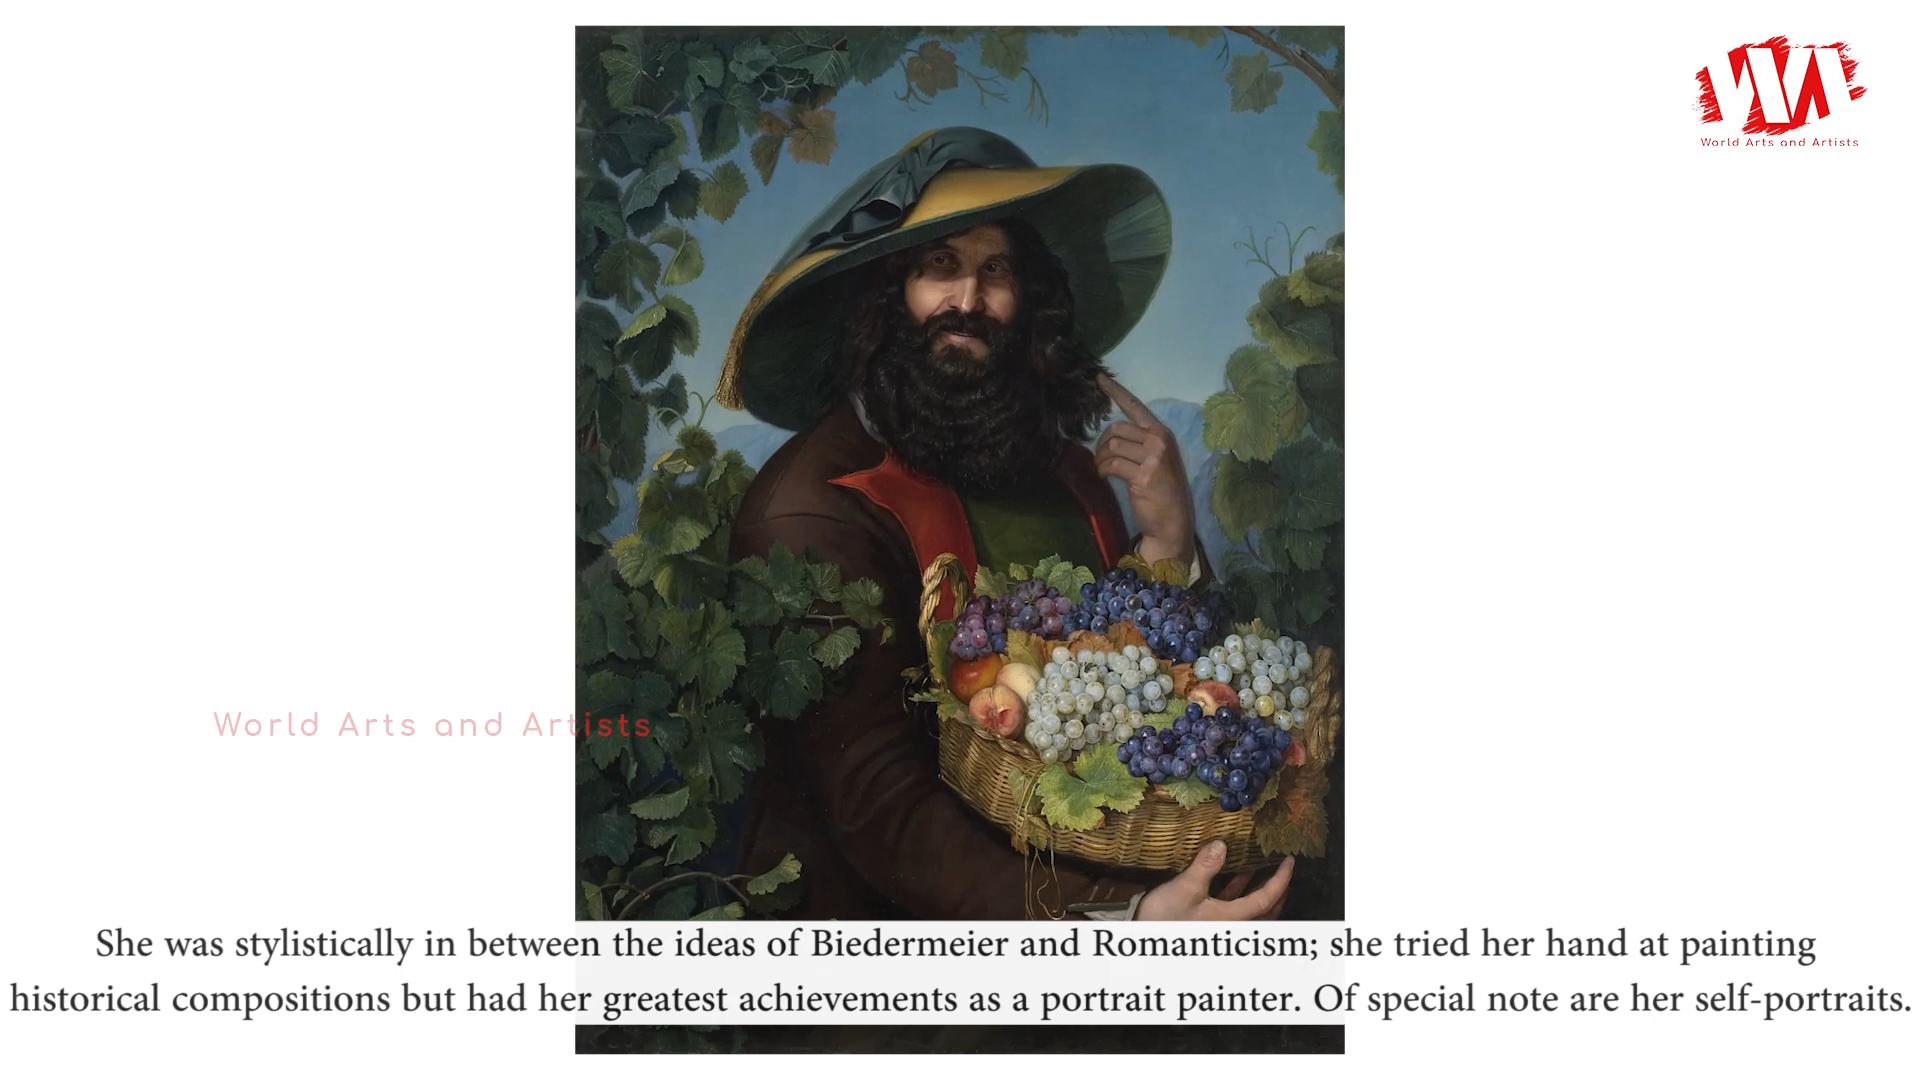 World Arts and Artists
World Arts and Artists
She was stylistically in between the ideas of Biedermeier and Romanticism; she tried her hand at painting
historical compositions but had her greatest achievements as a portrait painter. Of special note are her self-portraits.